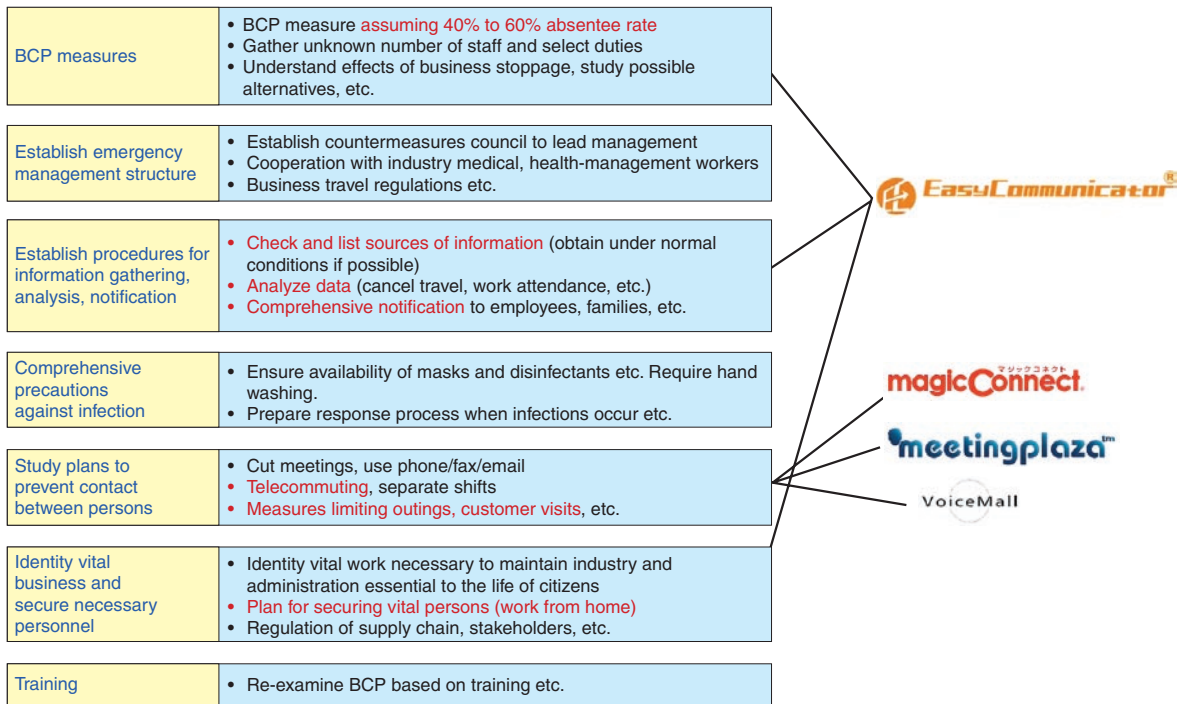 BCP measures
• BCP measure assuming 40% to 60% absentee rate
• Gather unknown number of staff and select duties
• Understand effects of business stoppage, study possible
alternatives, etc.
Establish emergency
management structure
• Establish countermeasures council to lead management
• Cooperation with industry medical, health-management workers
• Business travel regulations etc.
Establish procedures for
information gathering,
analysis, notification
• Check and list sources of information (obtain under normal
conditions if possible)
• Analyze data (cancel travel, work attendance, etc.)
• Comprehensive notification to employees, families, etc.
Comprehensive
precautions
against infection
• Ensure availability of masks and disinfectants etc. Require hand
washing.
• Prepare response process when infections occur etc.
Study plans to
prevent contact
between persons
• Cut meetings, use phone/fax/email
• Telecommuting, separate shifts
• Measures limiting outings, customer visits, etc.
Identity vital
business and
secure necessary
personnel
• Identity vital work necessary to maintain industry and
administration essential to the life of citizens
• Plan for securing vital persons (work from home)
• Regulation of supply chain, stakeholders, etc.
Training
• Re-examine BCP based on training etc.
EasyCommunicator®
マジックコネクト
magicConnect
meetingplaza™
VoiceMall